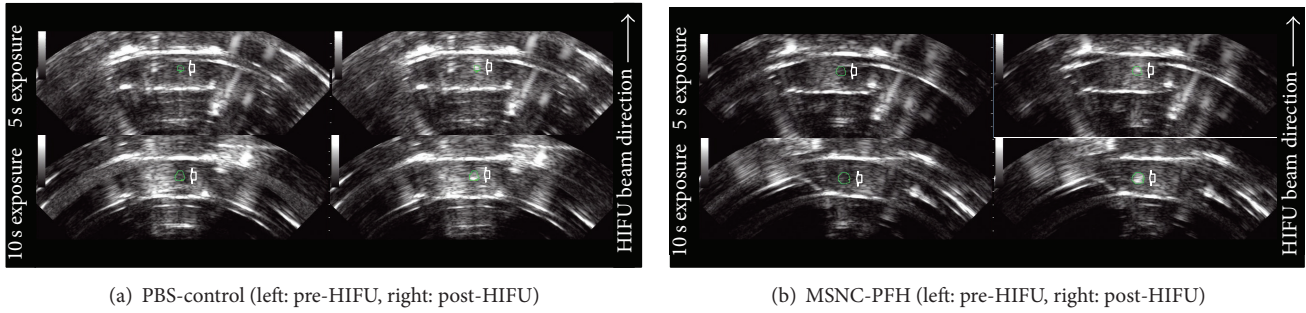 5 s exposure
10 s exposure
HIFU beam direction
(a) PBS-control (left: pre-HIFU, right: post-HIFU)
5 s exposure
10 s exposure
HIFU beam direction
(b) MSNC-PFH (left: pre-HIFU, right: post-HIFU)